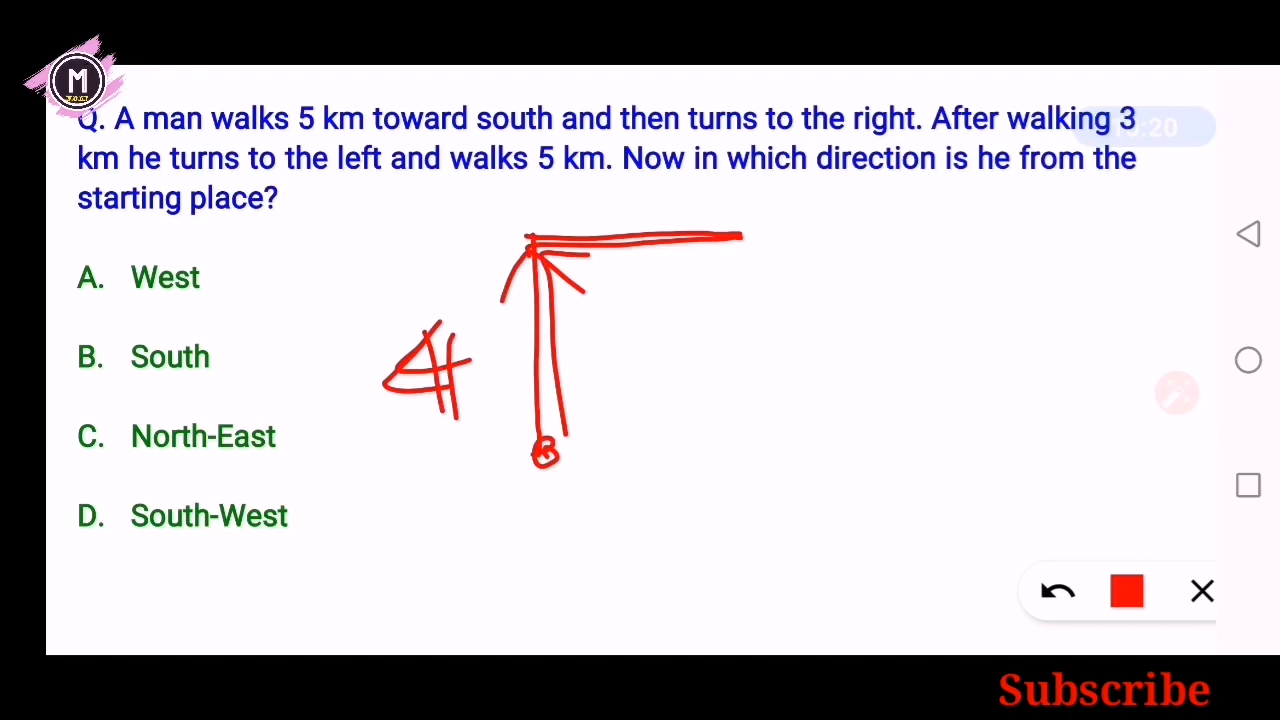 M
Q. A man walks 5 km toward south and then turns to the right. After walking 3
km he turns to the left and walks 5 km. Now in which direction is he from the
starting place?
A. West
B. South
C. North-East
D. South-West
Subscribe